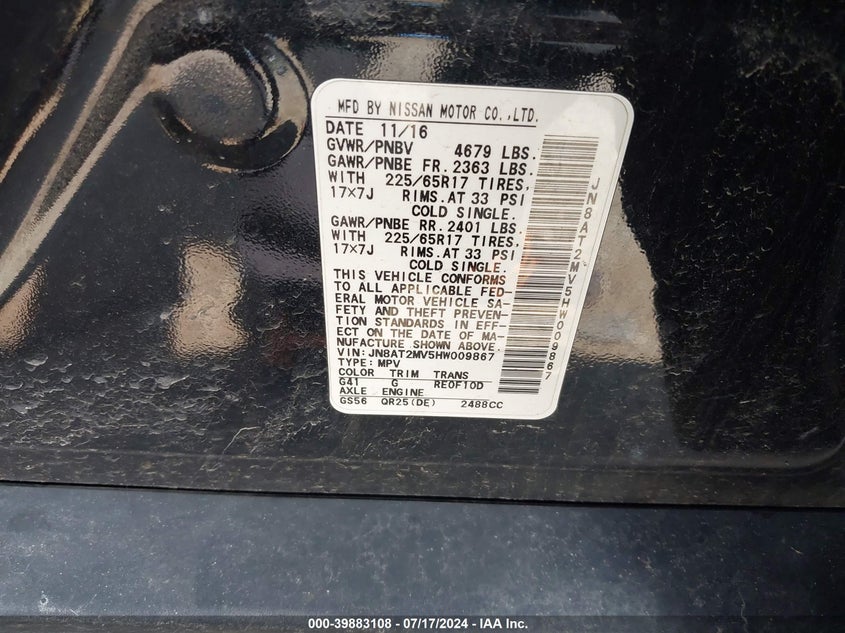 MFD BY NISSAN MOTOR CO.,LTD.
DATE 11/16
GVWR/PNBV 4679 LBS.
GAWR/PNBE FR. 2363 LBS.
WITH 225/65R17 TIRES,
17×7J RIMS.AT 33 PSI
COLD SINGLE.
GAWR/PNBE RR. 2401 LBS.
WITH 225/65R17 TIRES,
17×7J RIMS.AT 33 PSI
COLD SINGLE.
THIS VEHICLE CONFORMS
TO ALL APPLICABLE FED-
ERAL MOTOR VEHICLE SA-
FETY AND THEFT PREVEN-
TION STANDARDS IN EFF-
ECT ON THE DATE OF MA-
NUFACTURE SHOWN ABOVE.
VIN: JN8AT2MV5HW009867
TYPE: MPV
COLOR TRIM TRANS
G41 G RE0F10D
AXLE ENGINE
GS56 QR25(DE) 2488CC
JN8AT2MV5HW009867
000-39883108 - 07/17/2024 - IAA Inc.